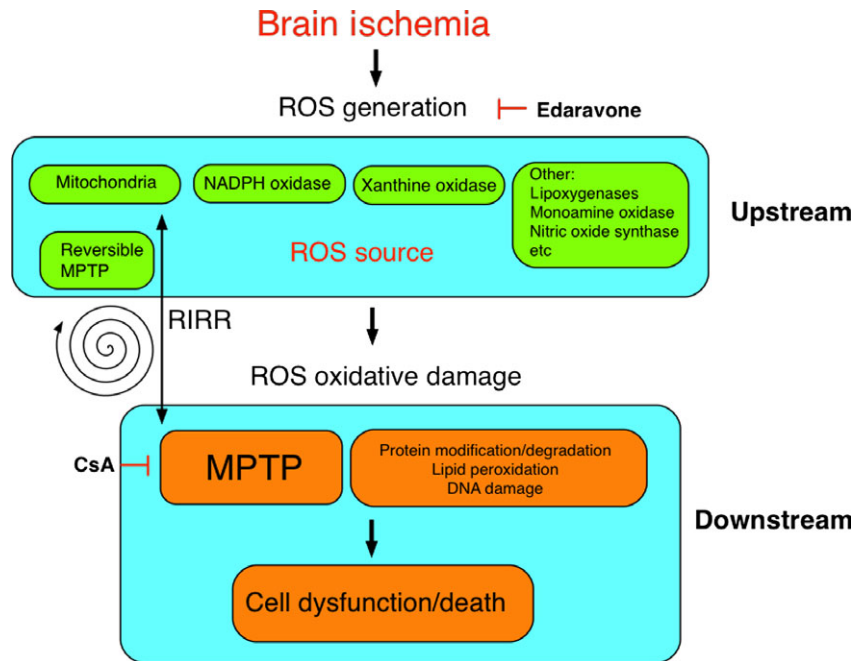 Brain ischemia
ROS generation
Edaravone
Mitochondria
NADPH oxidase
Xanthine oxidase
Other:
Lipoxygenases
Monoamine oxidase
Nitric oxide synthase
etc
Upstream
Reversible
MPTP
ROS source
RIRR
ROS oxidative damage
CsA
MPTP
Protein modification/degradation
Lipid peroxidation
DNA damage
Downstream
Cell dysfunction/death